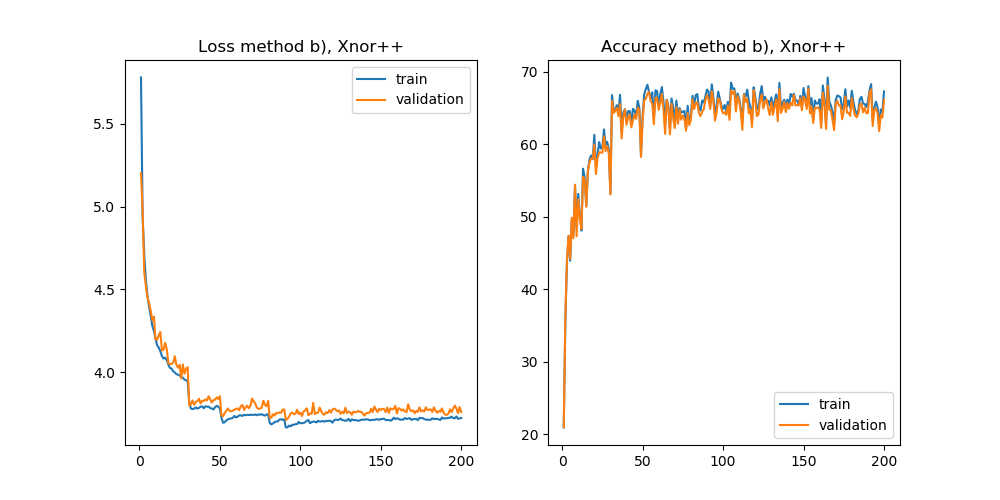 Loss method b), Xnor++
train
validation
5.5
5.0
4.5
4.0
0 50 100 150 200
Accuracy method b), Xnor++
70
60
50
40
30
20
train
validation
0 50 100 150 200